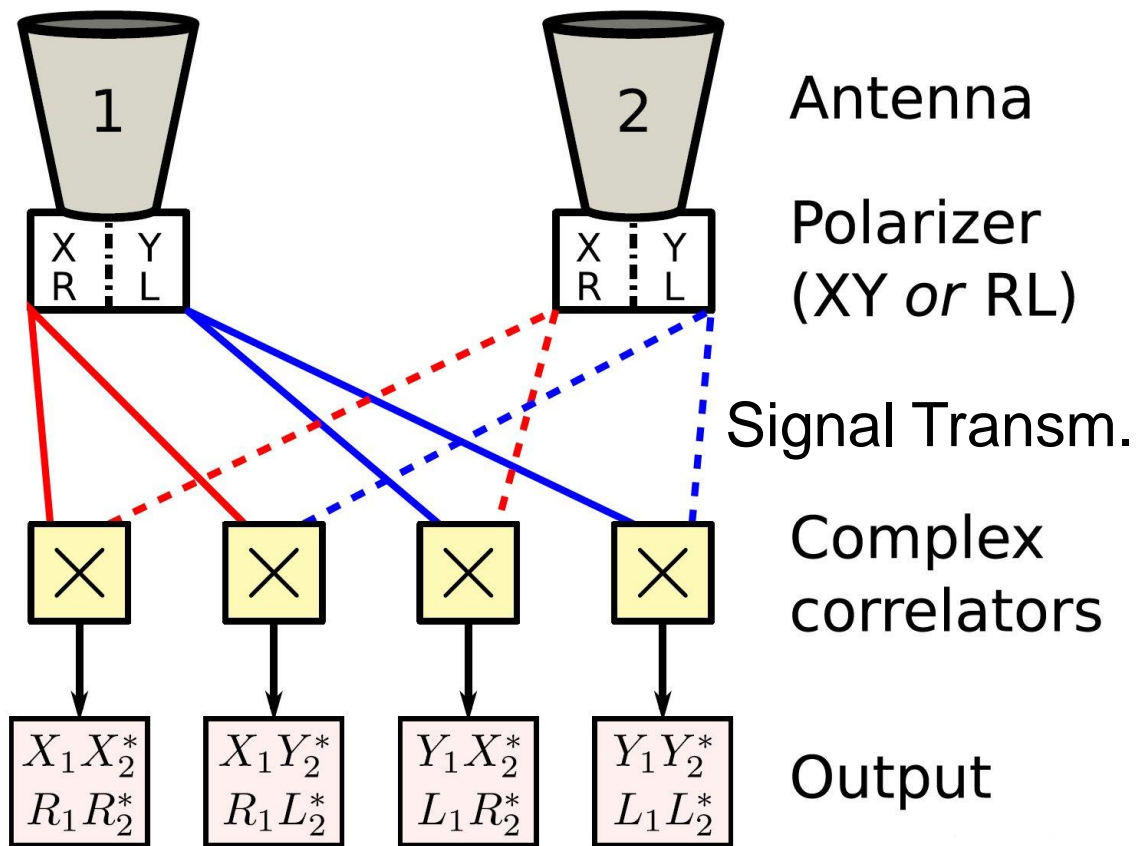 1
2
Antenna
X Y
R L
X Y
R L
Polarizer
(XY or RL)
Signal Transm.
Complex
correlators
X₁X₂*
R₁R₂*
X₁Y₂*
R₁L₂*
Y₁X₂*
L₁R₂*
Y₁Y₂*
L₁L₂*
Output